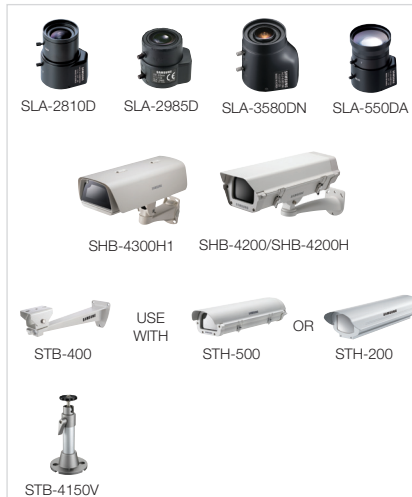 SLA-2810D SLA-2985D SLA-3580DN SLA-550DA
SHB-4300H1 SHB-4200/SHB-4200H
USE
WITH
OR
STB-400 STH-500 STH-200
STB-4150V